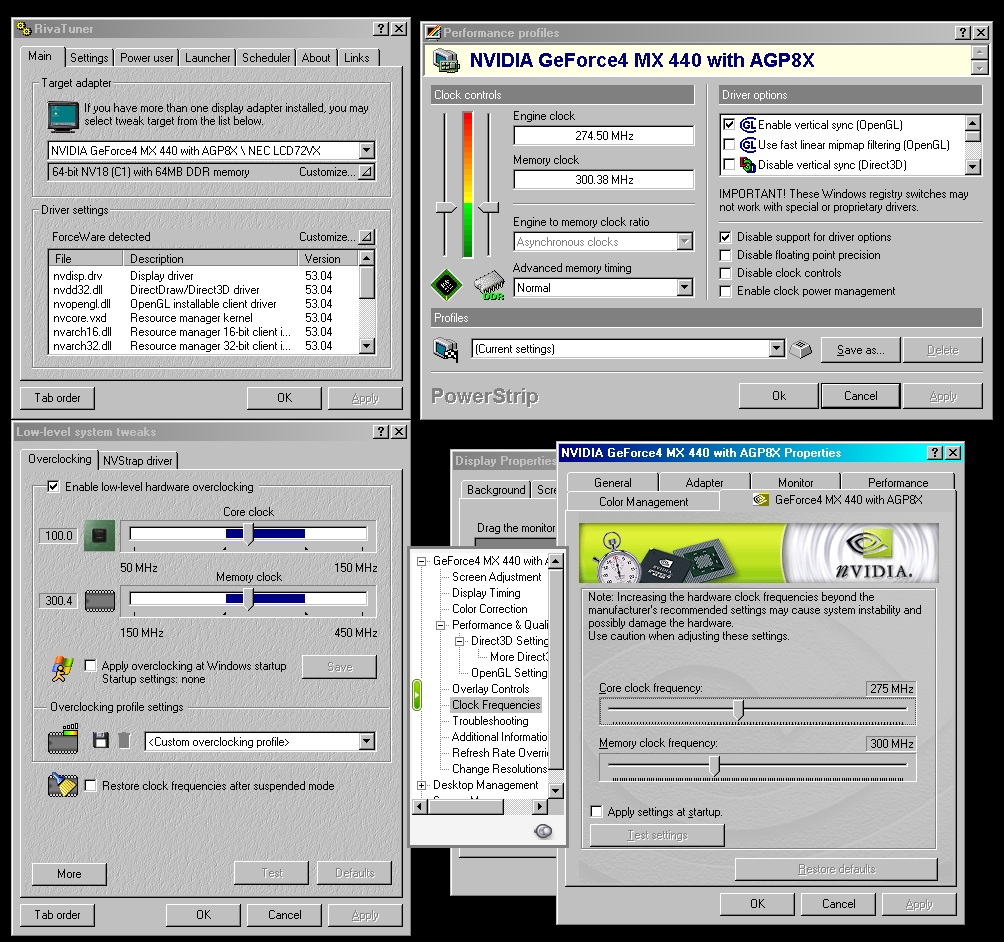 RivaTuner
Main Settings Power user Launcher Scheduler About Links
Target adapter
If you have more than one display adapter installed, you may
select tweak target from the list below.
NVIDIA GeForce4 MX 440 with AGP8X \ NEC LCD72VX
64-bit NV18 (C1) with 64MB DDR memory Customize...
Driver settings
ForceWare detected Customize...
File Description Version
nvdisp.drv Display driver 53.04
nvdd32.dll DirectDraw/Direct3D driver 53.04
nvopengl.dll OpenGL installable client driver 53.04
nvcore.vxd Resource manager kernel 53.04
nvarch16.dll Resource manager 16-bit client i... 53.04
nvarch32.dll Resource manager 32-bit client i... 53.04
Tab order OK Apply
Performance profiles
NVIDIA GeForce4 MX 440 with AGP8X
Clock controls
Engine clock
274.50 MHz
Memory clock
300.38 MHz
Engine to memory clock ratio
Asynchronous clocks
Advanced memory timing
Normal
DDR
Driver options
GL Enable vertical sync (OpenGL)
GL Use fast linear mipmap filtering (OpenGL)
Disable vertical sync (Direct3D)
IMPORTANT! These Windows registry switches may
not work with special or proprietary drivers.
Disable support for driver options
Disable floating point precision
Disable clock controls
Enable clock power management
Profiles
(Current settings) Save as... Delete
PowerStrip Ok Cancel Apply
Low-level system tweaks
Overclocking NVStrap driver
Enable low-level hardware overclocking
Core clock
100.0
50 MHz 150 MHz
Memory clock
300.4
150 MHz 450 MHz
Apply overclocking at Windows startup Save
Startup settings: none
Overclocking profile settings
<Custom overclocking profile>
Restore clock frequencies after suspended mode
More Test Defaults
Tab order OK Cancel Apply
Display Properties
Background Scre
Drag the monitor
GeForce4 MX 440 with A
Screen Adjustment
Display Timing
Color Correction
Performance & Quali
Direct3D Setting
More Direct3
OpenGL Setting
Overlay Controls
Clock Frequencies
Troubleshooting
Additional Informatio
Refresh Rate Overri
Change Resolutions
Desktop Management
NVIDIA GeForce4 MX 440 with AGP8X Properties
General Adapter Monitor Performance
Color Management GeForce4 MX 440 with AGP8X
nVIDIA.
Note: Increasing the hardware clock frequencies beyond the
manufacturer's recommended settings may cause system instability and
possibly damage the hardware.
Use caution when adjusting these settings.
Core clock frequency: 275 MHz
Memory clock frequency: 300 MHz
Apply settings at startup.
Test settings
Restore defaults
OK Cancel Apply